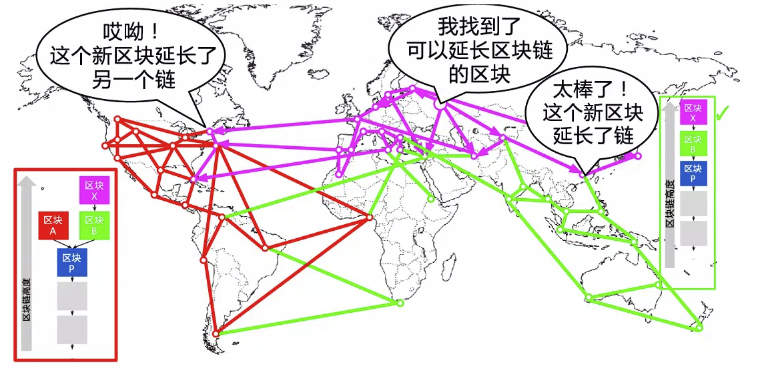 哎呦！
这个新区块延长了
另一个链
我找到了
可以延长区块链
的区块
太棒了！
这个新区块
延长了链
区块
X
区块
A
区块
B
区块
P
区块链高度
区块
X
区块
B
区块
P
区块链高度